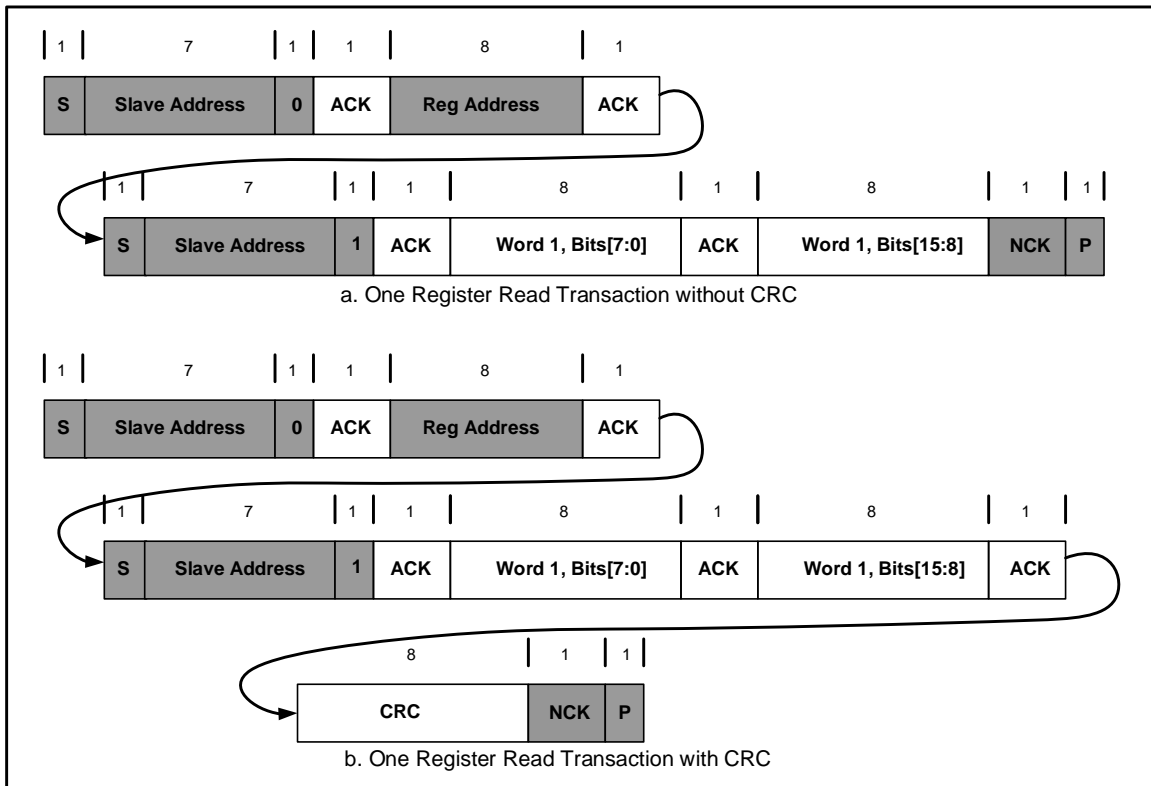 1 7 1 1 8 1
S Slave Address 0 ACK Reg Address ACK
1 7 1 1 8 1 8 1 1
S Slave Address 1 ACK Word 1, Bits[7:0] ACK Word 1, Bits[15:8] NCK P
a. One Register Read Transaction without CRC
1 7 1 1 8 1
S Slave Address 0 ACK Reg Address ACK
1 7 1 1 8 1 8 1
S Slave Address 1 ACK Word 1, Bits[7:0] ACK Word 1, Bits[15:8] ACK
8 1 1
CRC NCK P
b. One Register Read Transaction with CRC